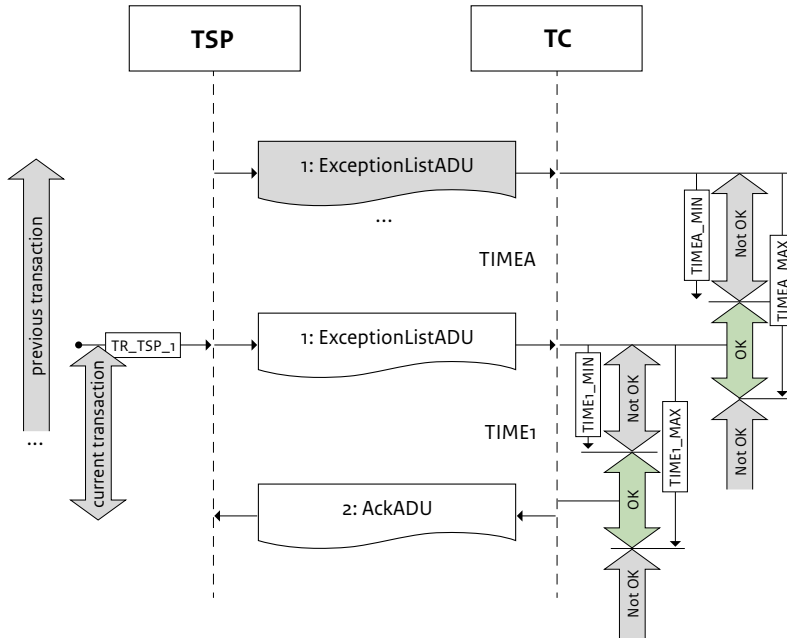 TSP
TC
1: ExceptionListADU
...
TIMEA
TIMEA_MIN
Not OK
TIMEA_MAX
previous transaction
TR_TSP_1
1: ExceptionListADU
OK
TIME1_MIN
Not OK
TIME1_MAX
current transaction
...
TIME1
Not OK
2: AckADU
OK
Not OK